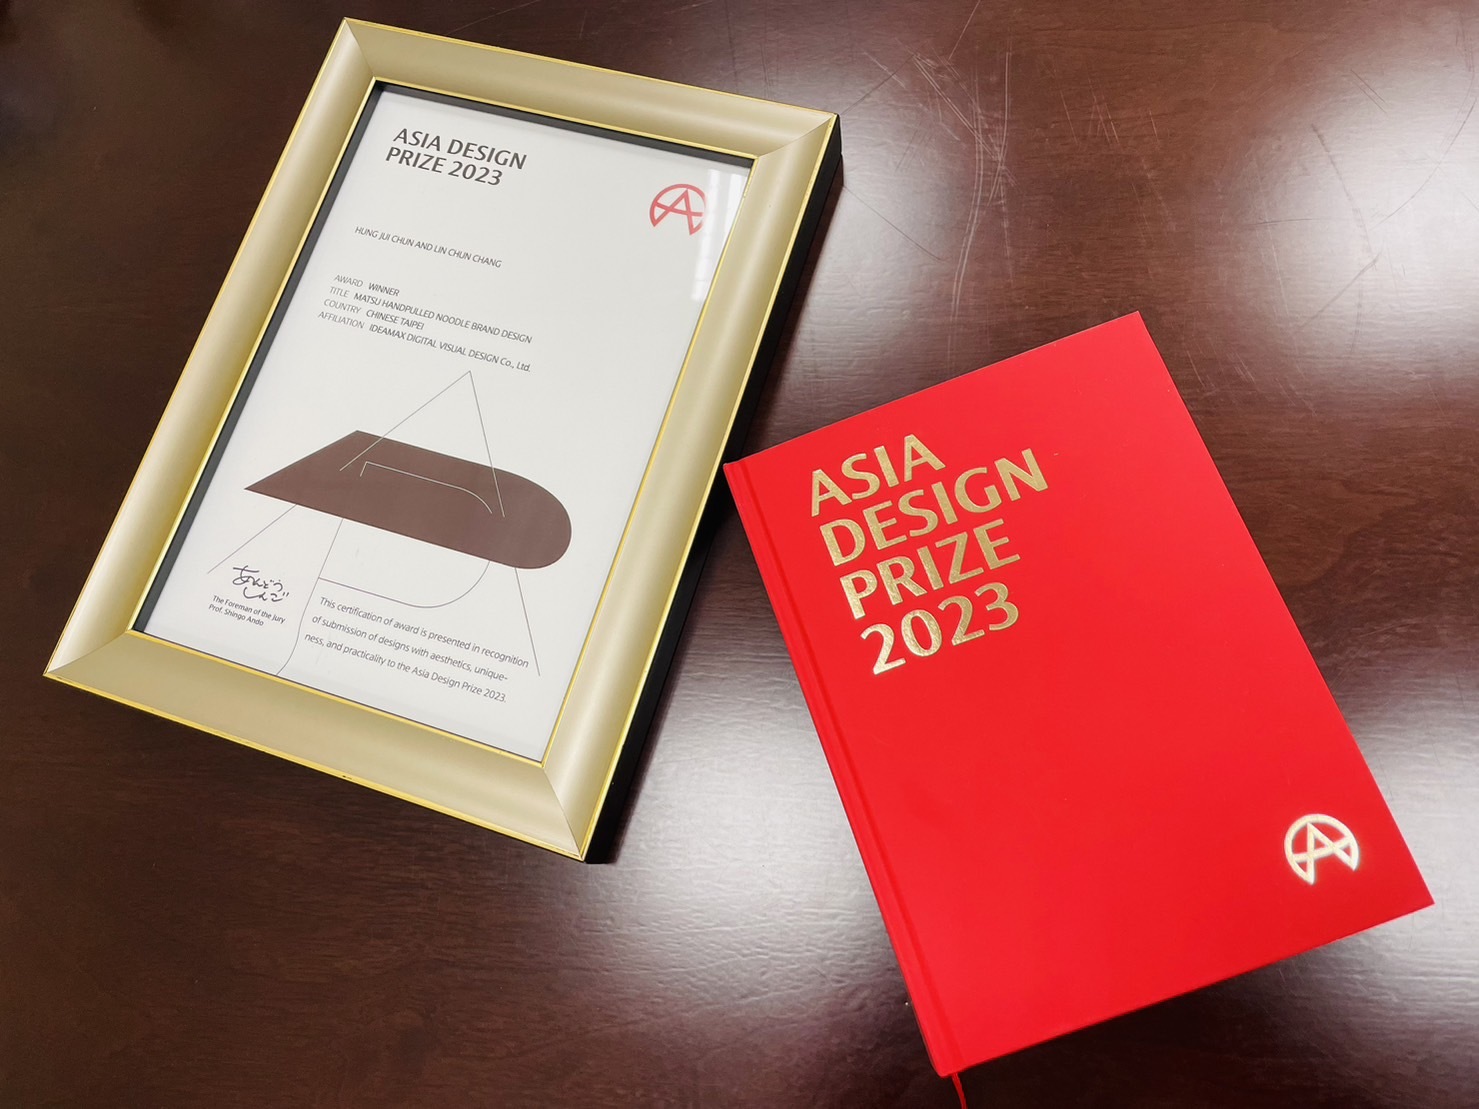 ASIA DESIGN
PRIZE 2023
HUNG JUI CHUN AND LIN CHUN CHANG
AWARD WINNER
TITLE MATSU HANDPULLED NOODLE BRAND DESIGN
COUNTRY CHINESE TAIPEI
AFFILIATION IDEAMAX DIGITAL VISUAL DESIGN Co., Ltd.
あんどう
しんご
The Foreman of the Jury
Prof. Shingo Ando
This certification of award is presented in recognition
of submission of designs with aesthetics, unique-
ness, and practicality to the Asia Design Prize 2023.
ASIA
DESIGN
PRIZE
2023